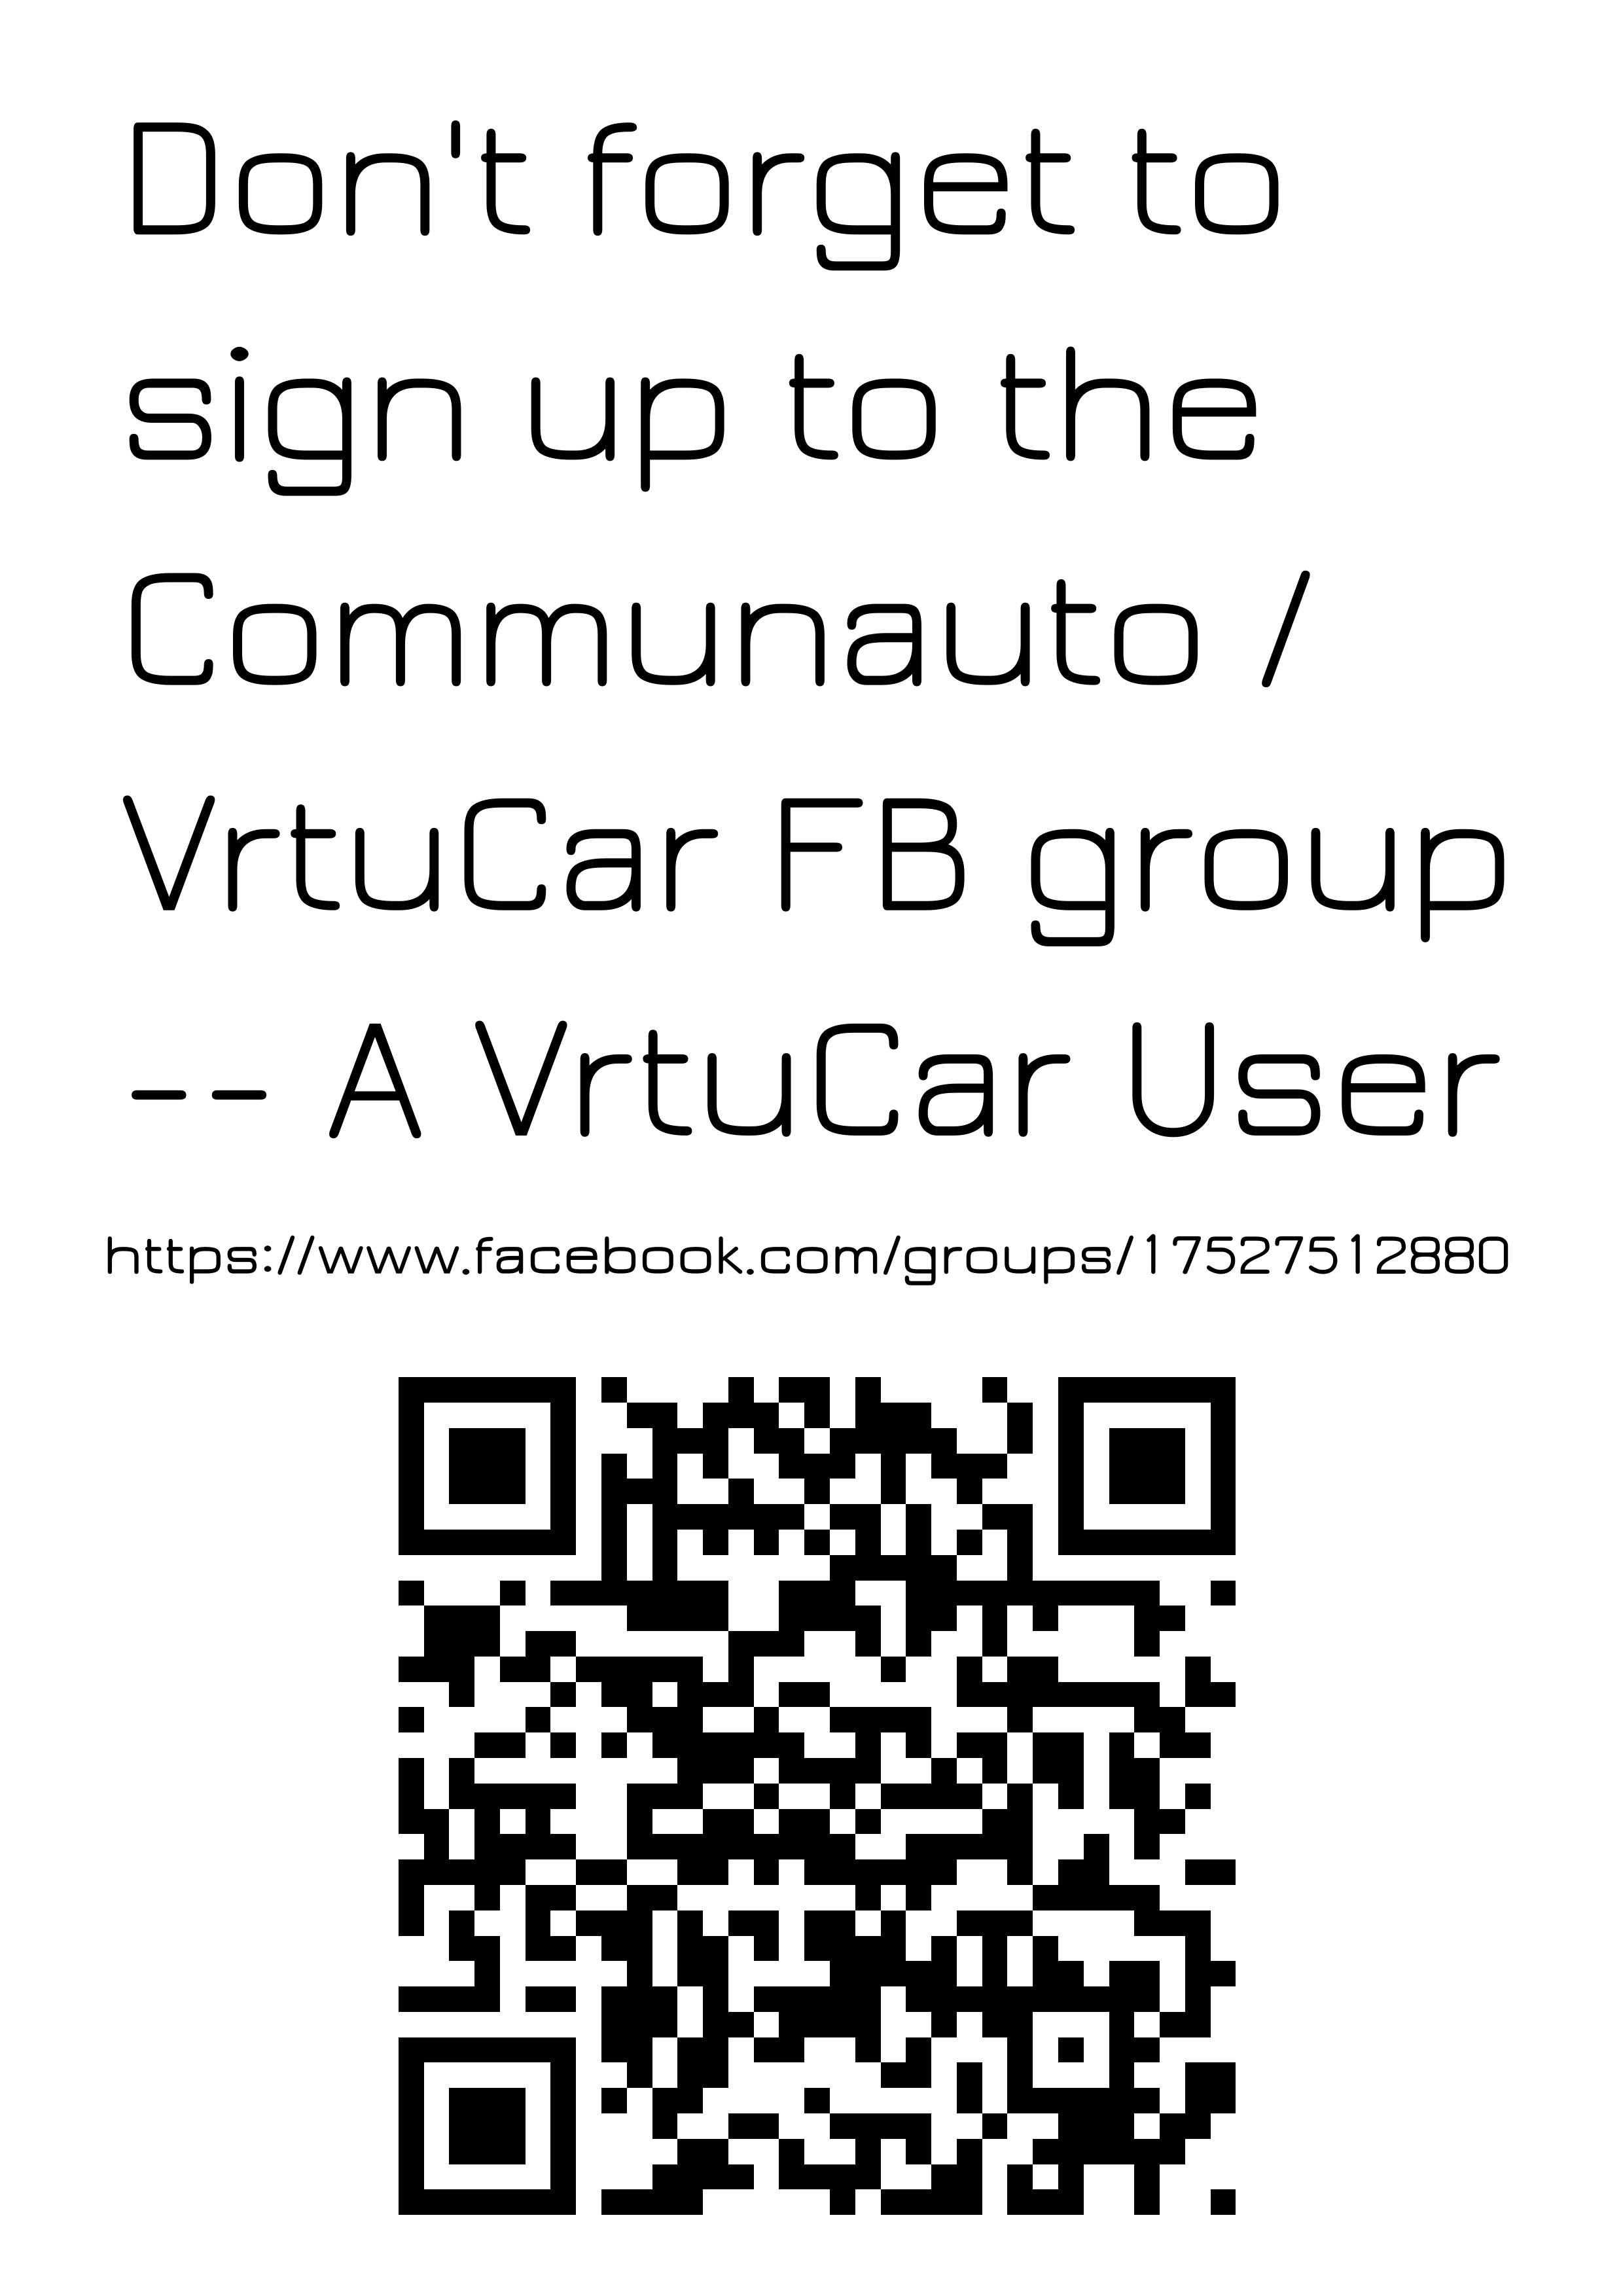 Don't forget to
sign up to the
Communauto /
VrtuCar FB group
-- A VrtuCar User
https://www.facebook.com/groups/17527512880